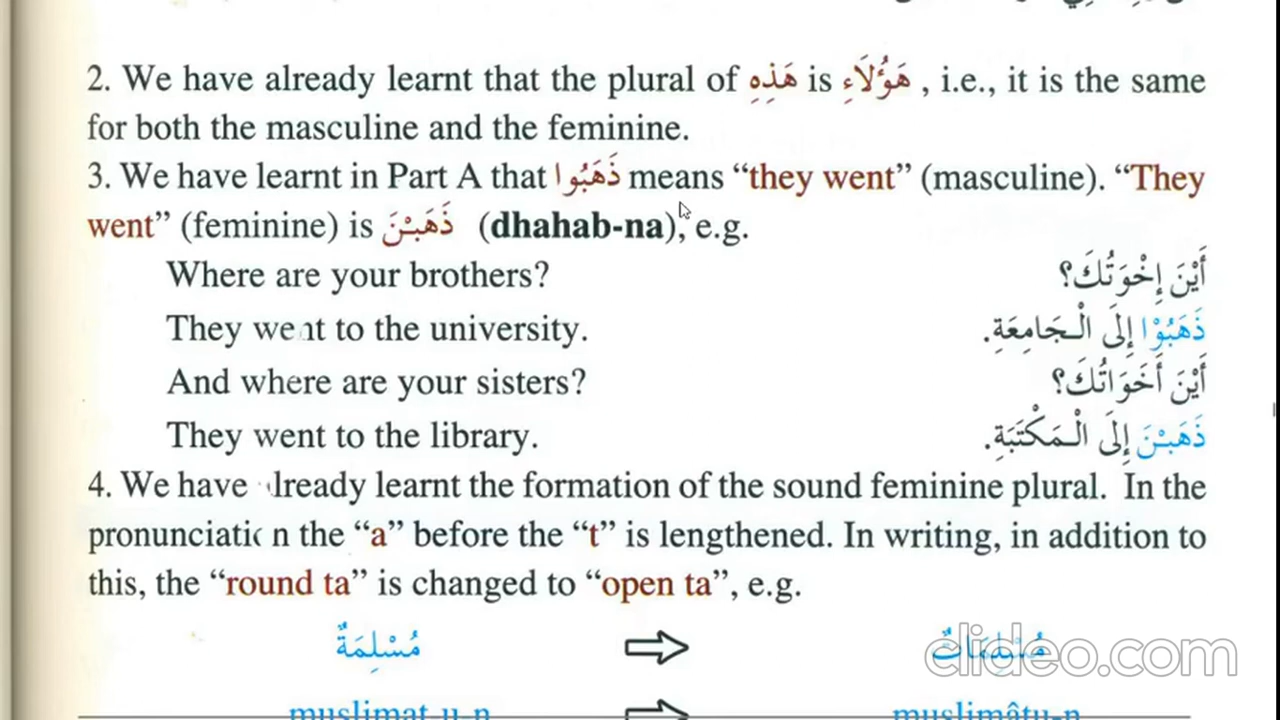 2. We have already learnt that the plural of هَذِهِ is هَؤُلَاءِ , i.e., it is the same
for both the masculine and the feminine.
3. We have learnt in Part A that ذَهَبُوا means “they went” (masculine). “They
went” (feminine) is ذَهَبْنَ (dhahab-na), e.g.
Where are your brothers? أَيْنَ إِخْوَتُكَ؟
They went to the university. ذَهَبُوْا إِلَى الْجَامِعَةِ.
And where are your sisters? أَيْنَ أَخَوَاتُكَ؟
They went to the library. ذَهَبْنَ إِلَى الْمَكْتَبَةِ.
4. We have already learnt the formation of the sound feminine plural. In the
pronunciation the “a” before the “t” is lengthened. In writing, in addition to
this, the “round ta” is changed to “open ta”, e.g.
مُسْلِمَةٌ ⇨ مُسْلِمَاتٌ
clideo.com
muslimat-u-n ⇨ muslimâtu-n